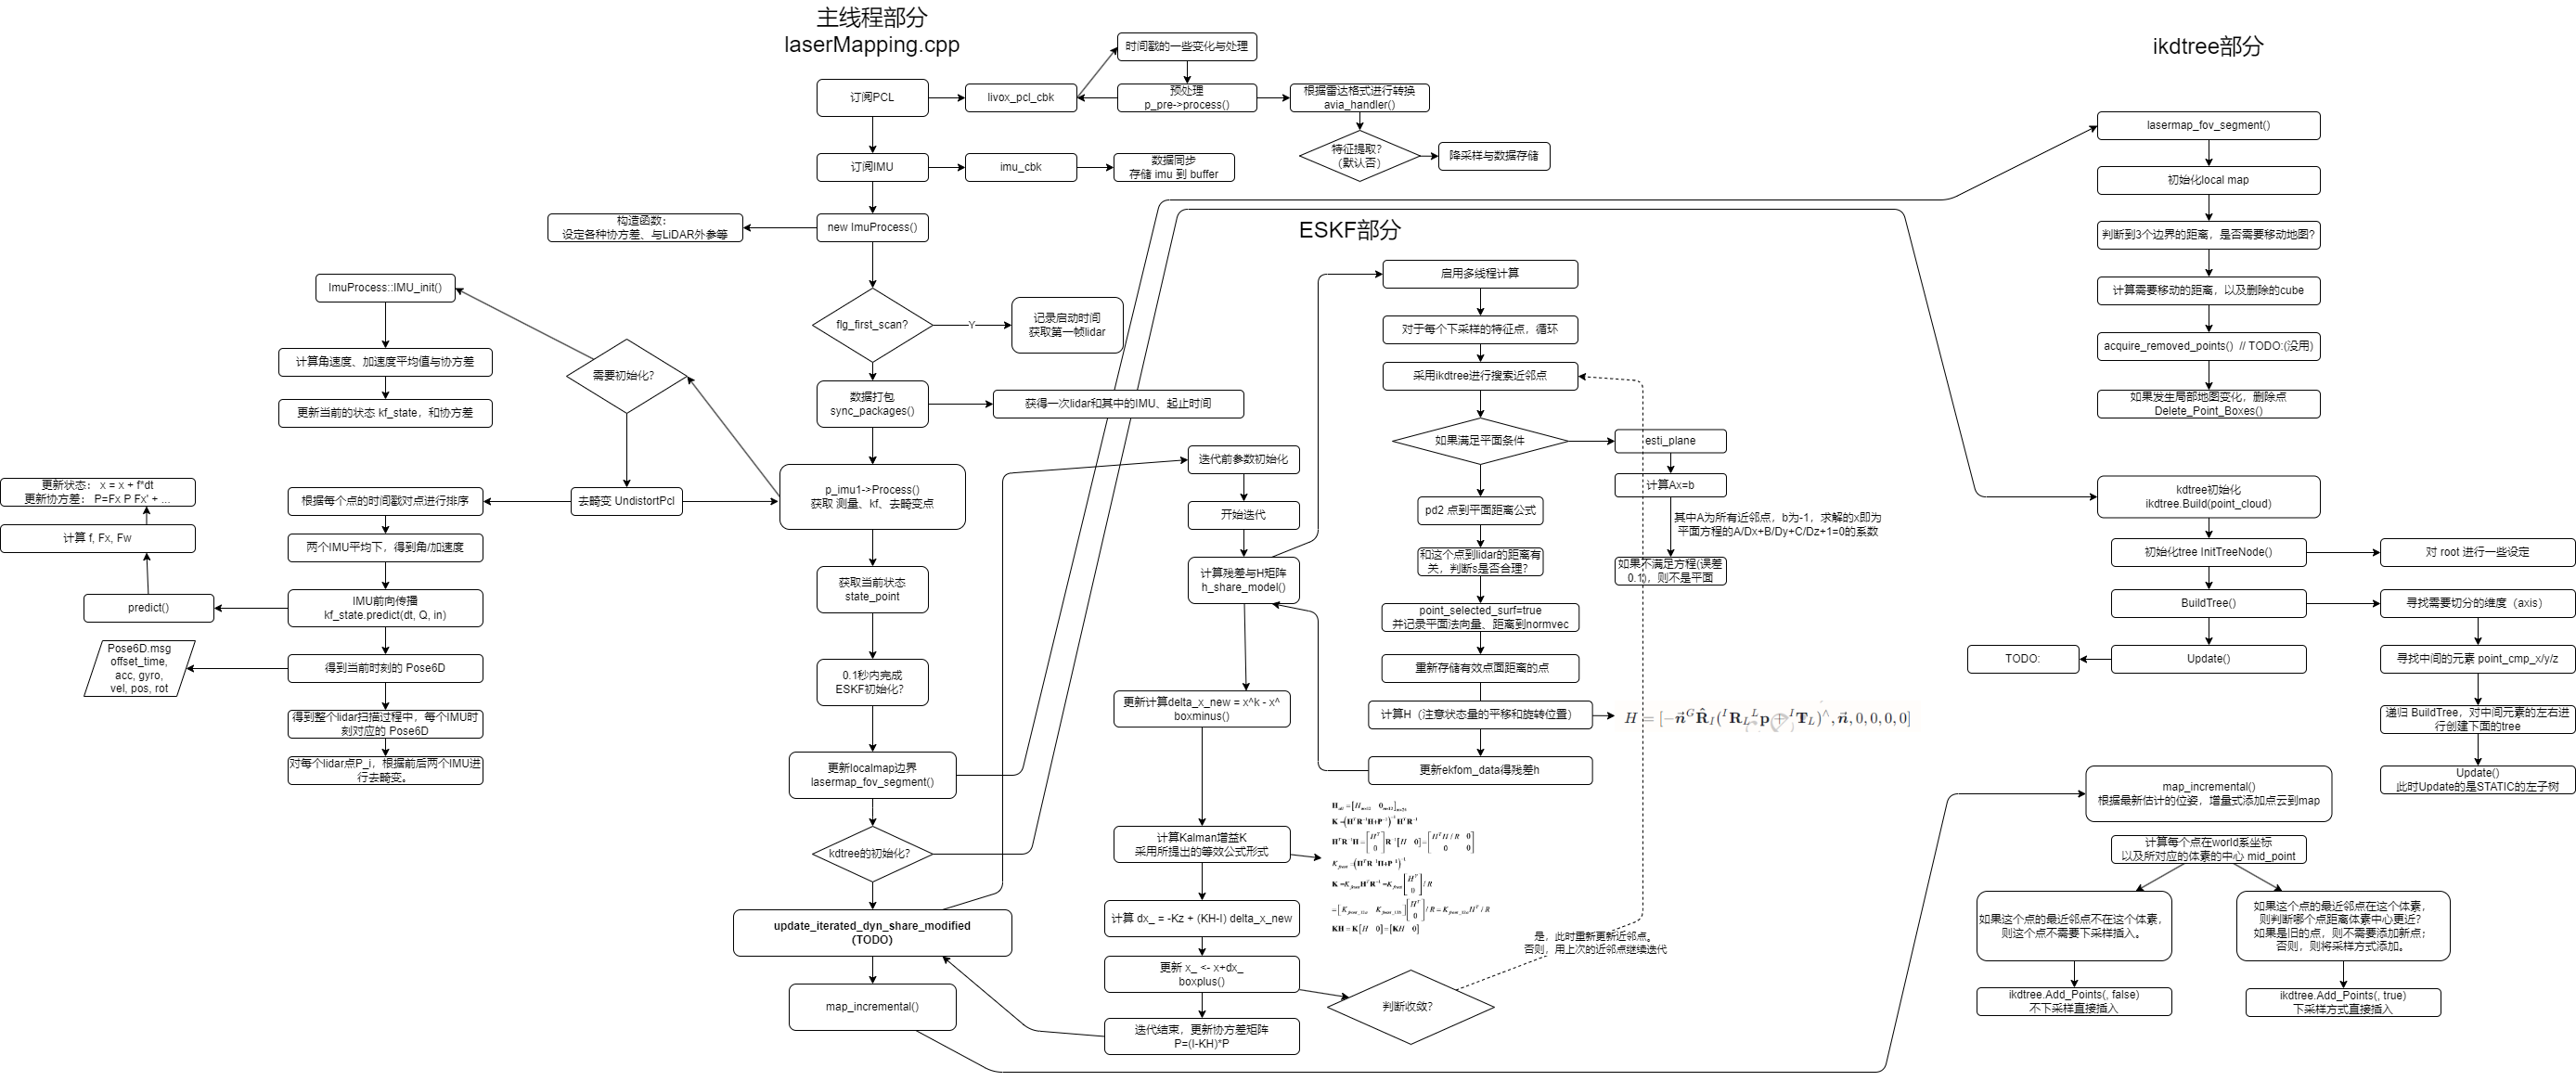 主线程部分
laserMapping.cpp
订阅PCL
livox_pcl_cbk
时间戳的一些变化与处理
预处理
p_pre->process()
根据雷达格式进行转换
avia_handler()
特征提取？
（默认否）
降采样与数据存储
订阅IMU
imu_cbk
数据同步
存储 imu 到 buffer
new ImuProcess()
构造函数：
设定各种协方差、与LiDAR外参等
flg_first_scan?
Y
记录启动时间
获取第一帧lidar
数据打包
sync_packages()
获得一次lidar和其中的IMU、起止时间
p_imu1->Process()
获取 测量、kf、去畸变点
需要初始化？
ImuProcess::IMU_init()
计算角速度、加速度平均值与协方差
更新当前的状态 kf_state，和协方差
去畸变 UndistortPcl
根据每个点的时间戳对点进行排序
两个IMU平均下，得到角/加速度
IMU前向传播
kf_state.predict(dt, Q, in)
predict()
计算 f, Fx, Fw
更新状态： x = x + f*dt
更新协方差： P=Fx P Fx' + ...
得到当前时刻的 Pose6D
Pose6D.msg
offset_time,
acc, gyro,
vel, pos, rot
得到整个lidar扫描过程中，每个IMU时
刻对应的 Pose6D
对每个lidar点P_i，根据前后两个IMU进
行去畸变。
获取当前状态
state_point
0.1秒内完成
ESKF初始化？
更新localmap边界
lasermap_fov_segment()
kdtree的初始化？
update_iterated_dyn_share_modified
(TODO)
map_incremental()
ESKF部分
迭代前参数初始化
开始迭代
计算残差与H矩阵
h_share_model()
更新计算delta_x_new = x^k - x^
boxminus()
计算Kalman增益K
采用所提出的等效公式形式
计算 dx_ = -Kz + (KH-I) delta_x_new
更新 x_ <- x+dx_
boxplus()
迭代结束，更新协方差矩阵
P=(I-KH)*P
判断收敛？
是，此时重新更新近邻点。
否则，用上次的近邻点继续迭代
启用多线程计算
对于每个下采样的特征点，循环
采用ikdtree进行搜索近邻点
如果满足平面条件
esti_plane
计算Ax=b
其中A为所有近邻点，b为-1，求解的x即为
平面方程的A/Dx+B/Dy+C/Dz+1=0的系数
如果不满足方程(误差
0.1)，则不是平面
pd2 点到平面距离公式
和这个点到lidar的距离有
关，判断s是否合理？
point_selected_surf=true
并记录平面法向量、距离到normvec
重新存储有效点面距离的点
计算H（注意状态量的平移和旋转位置）
更新ekfom_data得残差h
ikdtree部分
lasermap_fov_segment()
初始化local map
判断到3个边界的距离，是否需要移动地图？
计算需要移动的距离，以及删除的cube
acquire_removed_points() // TODO:(没用)
如果发生局部地图变化，删除点
Delete_Point_Boxes()
kdtree初始化
ikdtree.Build(point_cloud)
初始化tree InitTreeNode()
对 root 进行一些设定
BuildTree()
寻找需要切分的维度（axis）
寻找中间的元素 point_cmp_x/y/z
递归 BuildTree，对中间元素的左右进
行创建下面的tree
Update()
此时Update的是STATIC的左子树
Update()
TODO:
map_incremental()
根据最新估计的位姿，增量式添加点云到map
计算每个点在world系坐标
以及所对应的体素的中心 mid_point
如果这个点的最近邻点不在这个体素，
则这个点不需要下采样插入。
ikdtree.Add_Points(, false)
不下采样直接插入
如果这个点的最近邻点在这个体素，
则判断哪个点距离体素中心更近？
如果是旧的点，则不需要添加新点；
否则，则将采样方式添加。
ikdtree.Add_Points(, true)
下采样方式直接插入